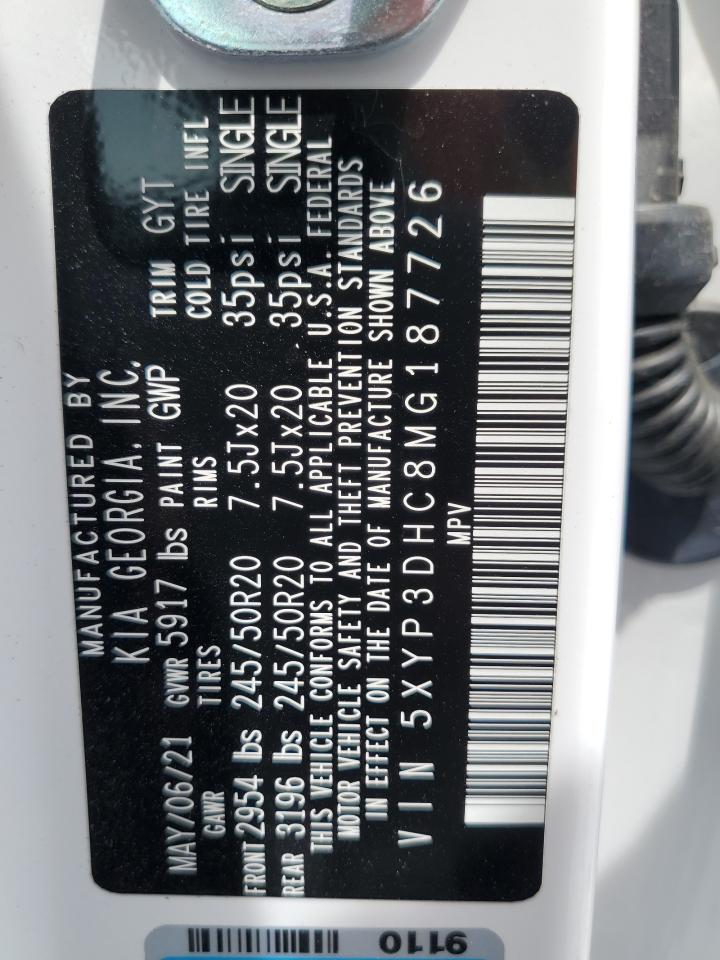 MANUFACTURED BY
KIA GEORGIA, INC.
MAY/06/21 GVWR 5917 lbs PAINT GWP TRIM GYT
GAWR TIRES RIMS COLD TIRE INFL
FRONT 2954 lbs 245/50R20 7.5Jx20 35psi SINGLE
REAR 3196 lbs 245/50R20 7.5Jx20 35psi SINGLE
THIS VEHICLE CONFORMS TO ALL APPLICABLE U.S.A. FEDERAL
MOTOR VEHICLE SAFETY AND THEFT PREVENTION STANDARDS
IN EFFECT ON THE DATE OF MANUFACTURE SHOWN ABOVE
VIN 5XYP3DHC8MG187726
MPV
9110